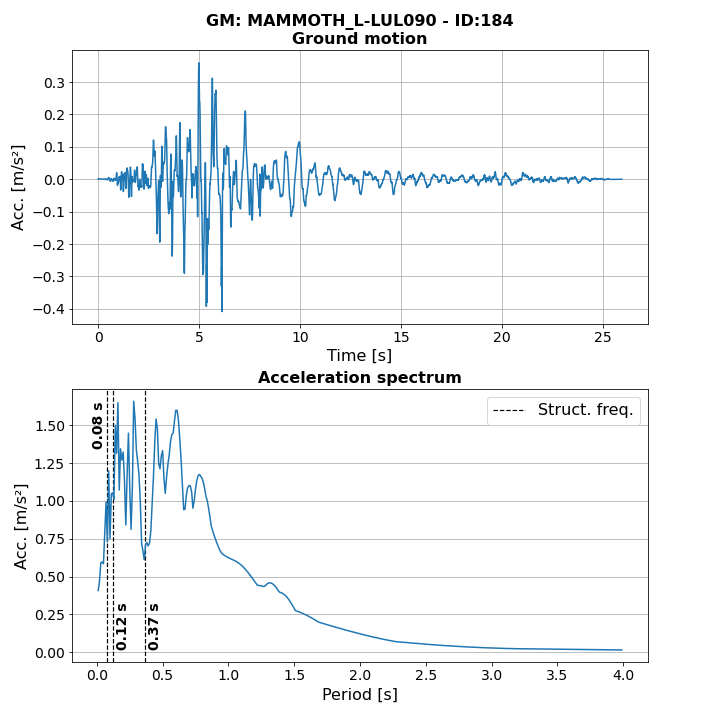 GM: MAMMOTH_L-LUL090 - ID:184
Ground motion
0.3
0.2
0.1
0.0
−0.1
−0.2
−0.3
−0.4
Acc. [m/s²]
0
5
10
15
20
25
Time [s]
Acceleration spectrum
Struct. freq.
0.08 s
0.12 s
0.37 s
1.50
1.25
1.00
0.75
0.50
0.25
0.00
Acc. [m/s²]
0.0
0.5
1.0
1.5
2.0
2.5
3.0
3.5
4.0
Period [s]